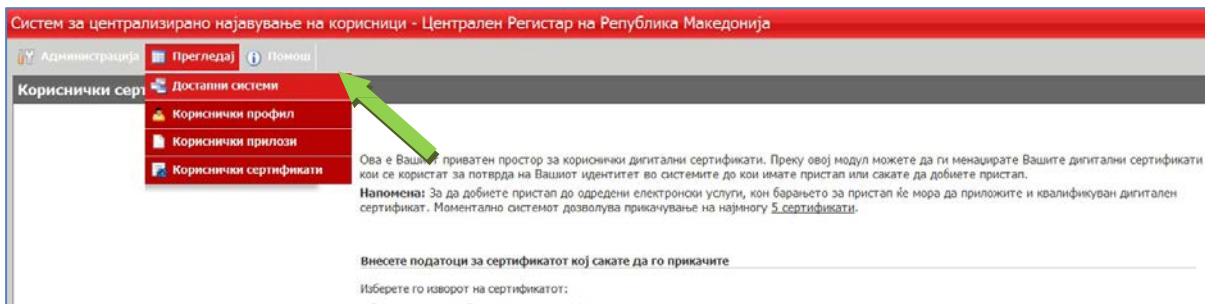 Систем за централизирано најавување на корисници - Централен Регистар на Република Македонија
Администрација Прегледај Помош
Кориснички серт
Достапни системи
Кориснички профил
Кориснички прилози
Кориснички сертификати
Ова е Вашиот приватен простор за кориснички дигитални сертификати. Преку овој модул можете да ги менаџирате Вашите дигитални сертификати
кои се користат за потврда на Вашиот идентитет во системите до кои имате пристап или сакате да добиете пристап.
Напомена: За да добиете пристап до одредени електронски услуги, кон барањето за пристап ќе мора да приложите и квалификуван дигитален
сертификат. Моментално системот дозволува прикачување на најмногу 5 сертификати.
Внесете податоци за сертификатот кој сакате да го прикачите
Изберете го изворот на сертификатот: